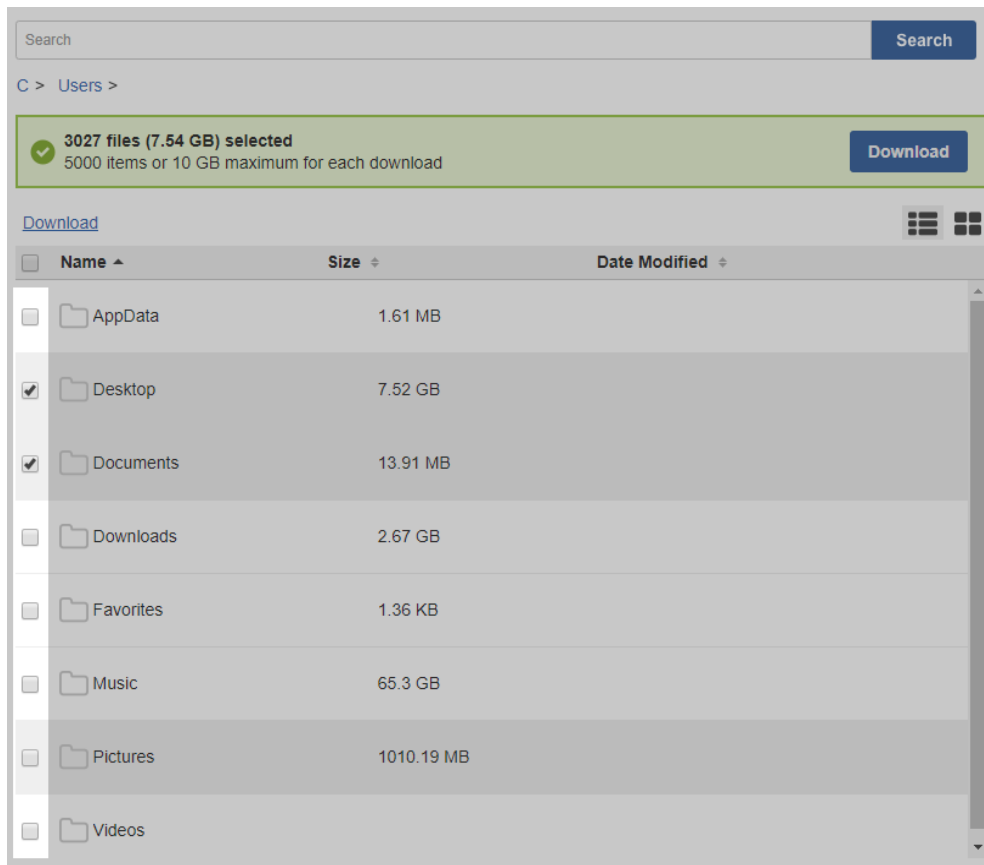 Search Search
C > Users >
3027 files (7.54 GB) selected
5000 items or 10 GB maximum for each download
Download
Download
Name Size Date Modified
AppData 1.61 MB
Desktop 7.52 GB
Documents 13.91 MB
Downloads 2.67 GB
Favorites 1.36 KB
Music 65.3 GB
Pictures 1010.19 MB
Videos